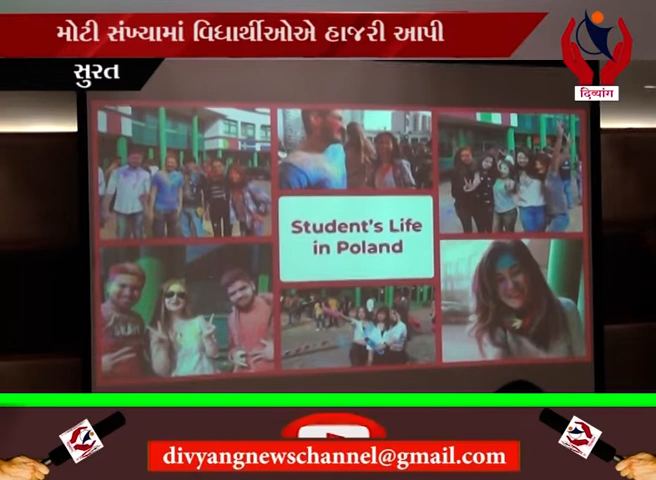 મોટી સંખ્યામાં વિધાર્થીઓએ હાજરી આપી
સુરત
दिव्यांग
Student's Life
in Poland
divyangnewschannel@gmail.com